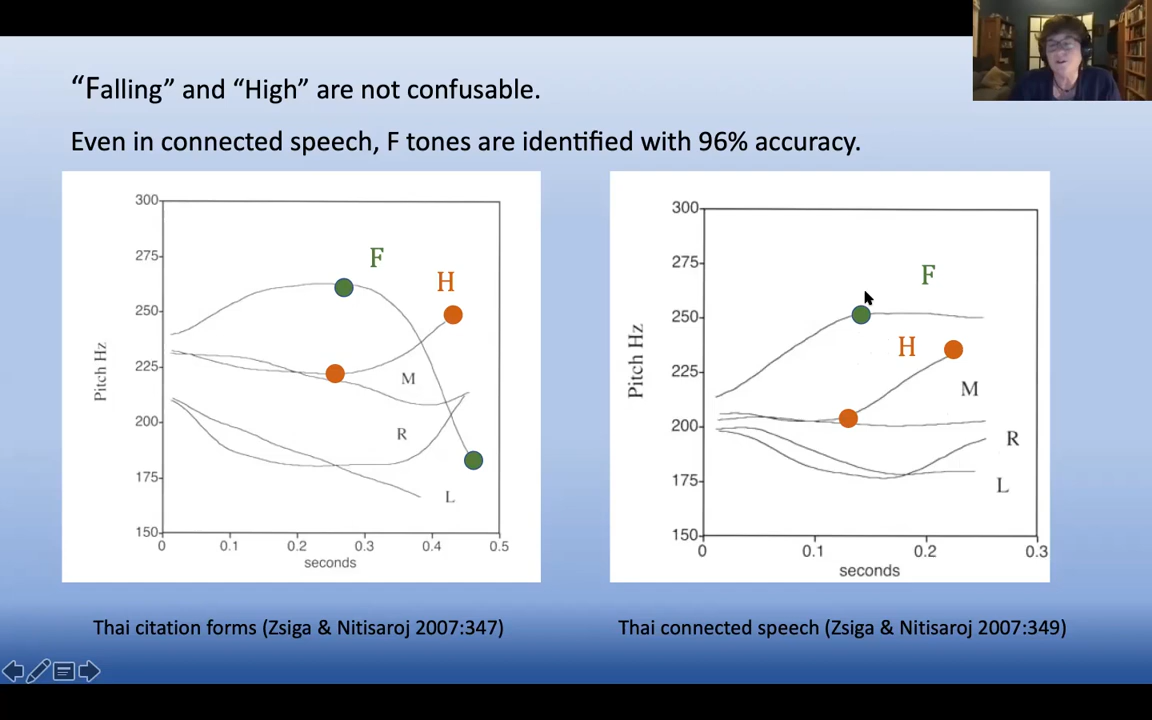 “Falling” and “High” are not confusable.
Even in connected speech, F tones are identified with 96% accuracy.
300
275
250
225
200
175
150
Pitch Hz
F
H
M
R
L
0 0.1 0.2 0.3 0.4 0.5
seconds
Thai citation forms (Zsiga & Nitisaroj 2007:347)
300
275
250
225
200
175
150
Pitch Hz
F
H
M
R
L
0 0.1 0.2 0.3
seconds
Thai connected speech (Zsiga & Nitisaroj 2007:349)